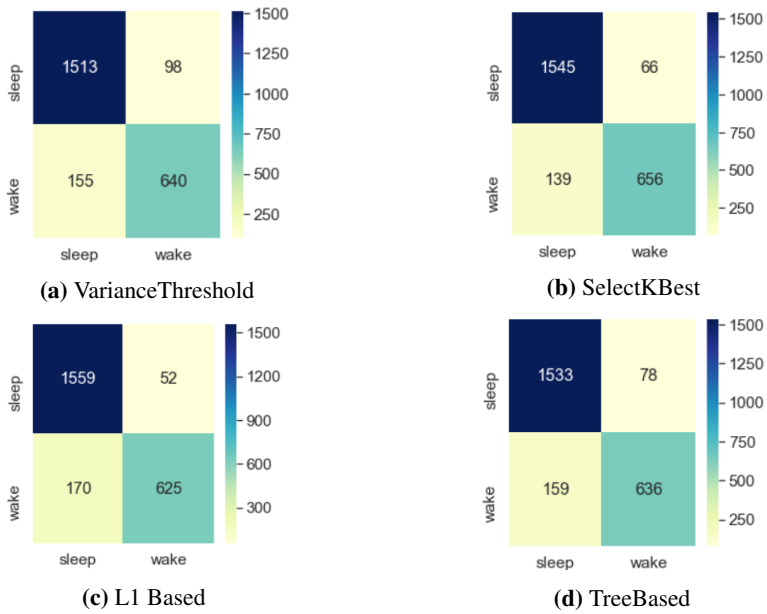 sleep
1513 98
wake
155 640
sleep wake
1500
1250
1000
750
500
250
(a) VarianceThreshold
sleep
1545 66
wake
139 656
sleep wake
1500
1250
1000
750
500
250
(b) SelectKBest
sleep
1559 52
wake
170 625
sleep wake
1500
1200
900
600
300
(c) L1 Based
sleep
1533 78
wake
159 636
sleep wake
1500
1250
1000
750
500
250
(d) TreeBased